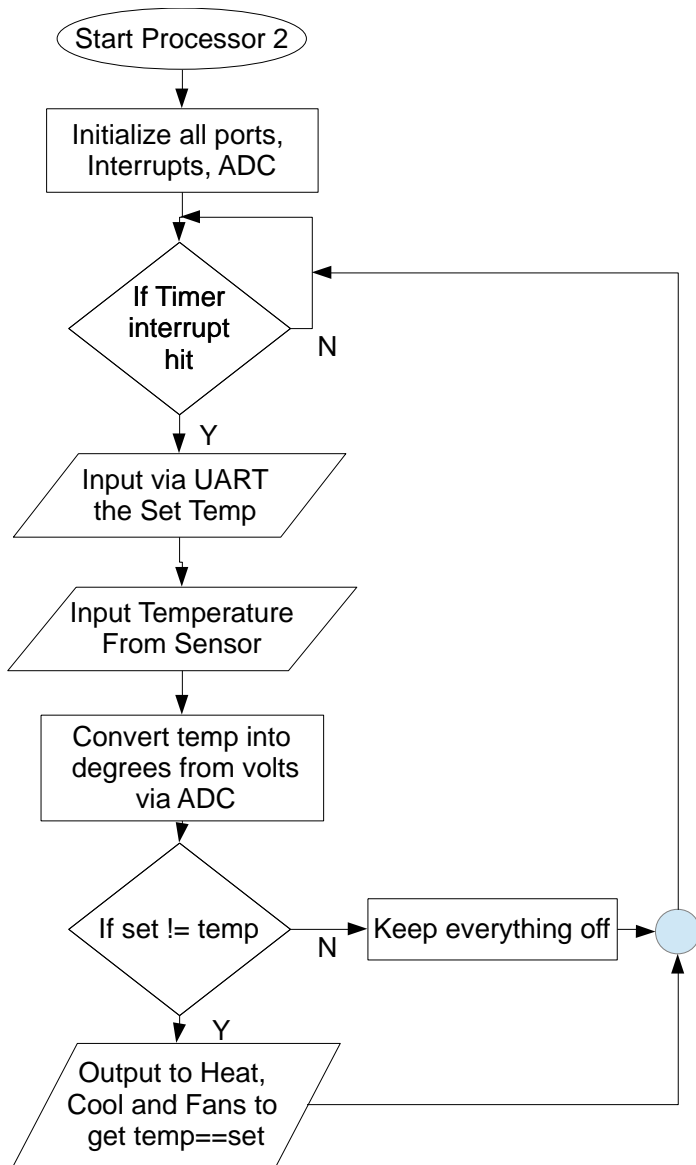 Start Processor 2
Initialize all ports,
Interrupts, ADC
If Timer
interrupt
hit
N
Y
Input via UART
the Set Temp
Input Temperature
From Sensor
Convert temp into
degrees from volts
via ADC
If set != temp
N
Keep everything off
Y
Output to Heat,
Cool and Fans to
get temp==set